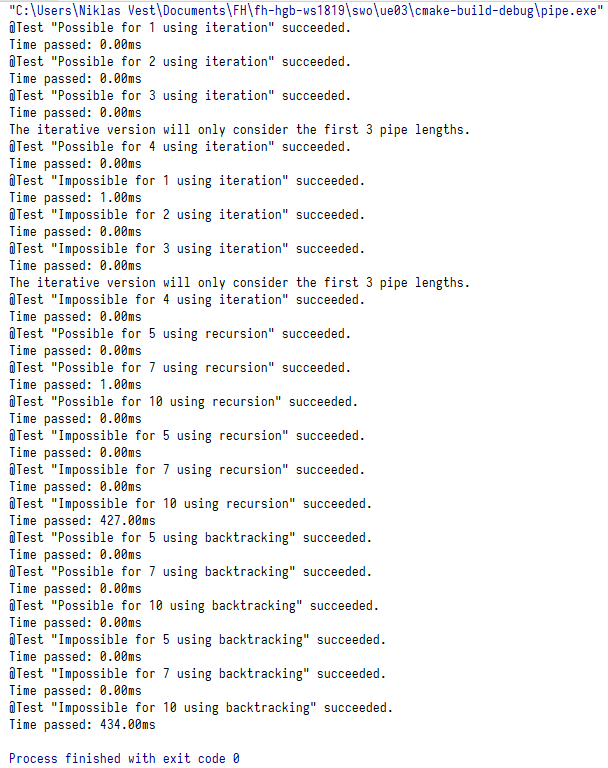 "C:\Users\Niklas Vest\Documents\FH\fh-hgb-ws1819\swo\ue03\cmake-build-debug\pipe.exe"
@Test "Possible for 1 using iteration" succeeded.
Time passed: 0.00ms
@Test "Possible for 2 using iteration" succeeded.
Time passed: 0.00ms
@Test "Possible for 3 using iteration" succeeded.
Time passed: 0.00ms
The iterative version will only consider the first 3 pipe lengths.
@Test "Possible for 4 using iteration" succeeded.
Time passed: 0.00ms
@Test "Impossible for 1 using iteration" succeeded.
Time passed: 1.00ms
@Test "Impossible for 2 using iteration" succeeded.
Time passed: 0.00ms
@Test "Impossible for 3 using iteration" succeeded.
Time passed: 0.00ms
The iterative version will only consider the first 3 pipe lengths.
@Test "Impossible for 4 using iteration" succeeded.
Time passed: 0.00ms
@Test "Possible for 5 using recursion" succeeded.
Time passed: 0.00ms
@Test "Possible for 7 using recursion" succeeded.
Time passed: 1.00ms
@Test "Possible for 10 using recursion" succeeded.
Time passed: 0.00ms
@Test "Impossible for 5 using recursion" succeeded.
Time passed: 0.00ms
@Test "Impossible for 7 using recursion" succeeded.
Time passed: 0.00ms
@Test "Impossible for 10 using recursion" succeeded.
Time passed: 427.00ms
@Test "Possible for 5 using backtracking" succeeded.
Time passed: 0.00ms
@Test "Possible for 7 using backtracking" succeeded.
Time passed: 0.00ms
@Test "Possible for 10 using backtracking" succeeded.
Time passed: 0.00ms
@Test "Impossible for 5 using backtracking" succeeded.
Time passed: 0.00ms
@Test "Impossible for 7 using backtracking" succeeded.
Time passed: 0.00ms
@Test "Impossible for 10 using backtracking" succeeded.
Time passed: 434.00ms
Process finished with exit code 0